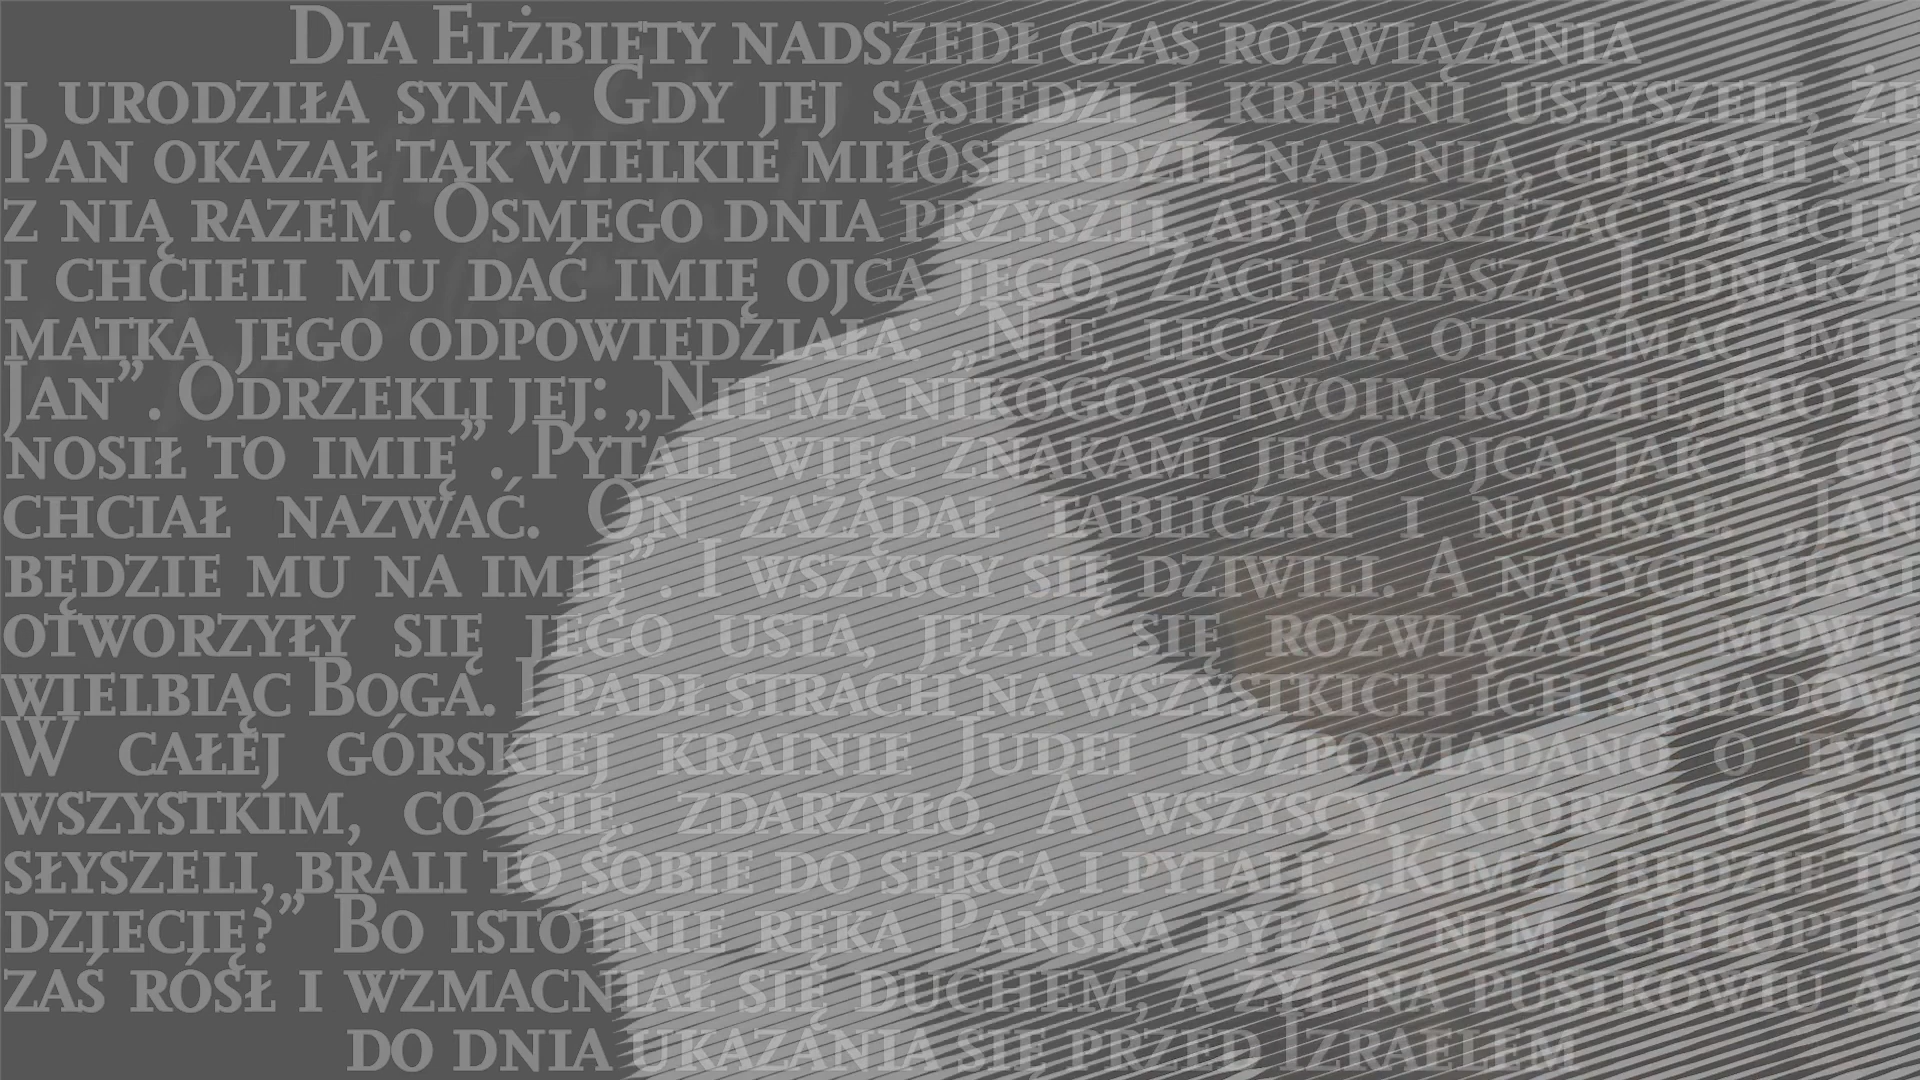 Dla Elżbiety nadszedł czas rozwiązania
i urodziła syna. Gdy jej sąsiedzi i krewni usłyszeli, że
Pan okazał tak wielkie miłosierdzie nad nią, cieszyli się
z nią razem. Ósmego dnia przyszli, aby obrzezać dziecię,
i chcieli mu dać imię ojca jego, Zachariasza. Jednakże
matka jego odpowiedziała: „Nie, lecz ma otrzymać imię
Jan”. Odrzekli jej: „Nie ma nikogo w twoim rodzie, kto by
nosił to imię”. Pytali więc znakami jego ojca, jak by go
chciał nazwać. On zażądał tabliczki i napisał: „Jan
będzie mu na imię”. I wszyscy się dziwili. A natychmiast
otworzyły się jego usta, język się rozwiązał i mówił
wielbiąc Boga. I padł strach na wszystkich ich sąsiadów.
W całej górskiej krainie Judei rozpowiadano o tym
wszystkim, co się zdarzyło. A wszyscy, którzy o tym
słyszeli, brali to sobie do serca i pytali: „Kimże będzie to
dziecię?” Bo istotnie ręka Pańska była z nim. Chłopiec
zaś rósł i wzmacniał się duchem; a żył na pustkowiu aż
do dnia ukazania się przed Izraelem